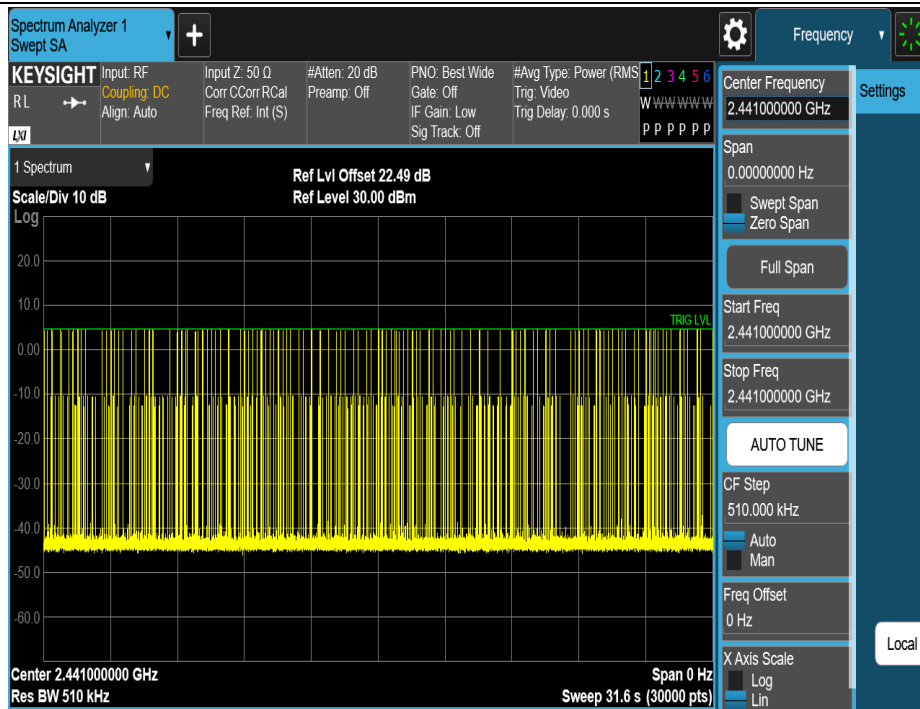 Spectrum Analyzer 1
Swept SA
+
Frequency
KEYSIGHT
R L
LXI
Input: RF
Coupling: DC
Align: Auto
Input Z: 50 Ω
Corr CCorr RCal
Freq Ref: Int (S)
#Atten: 20 dB
Preamp: Off
PNO: Best Wide
Gate: Off
IF Gain: Low
Sig Track: Off
#Avg Type: Power (RMS
Trig: Video
Trig Delay: 0.000 s
1 2 3 4 5 6
W W W W W W
P P P P P P
1 Spectrum
Scale/Div 10 dB
Log
Ref Lvl Offset 22.49 dB
Ref Level 30.00 dBm
20.0
10.0
0.00
-10.0
-20.0
-30.0
-40.0
-50.0
-60.0
TRIG LVL
Center 2.441000000 GHz
Res BW 510 kHz
Span 0 Hz
Sweep 31.6 s (30000 pts)
Center Frequency
2.441000000 GHz
Span
0.00000000 Hz
Swept Span
Zero Span
Full Span
Start Freq
2.441000000 GHz
Stop Freq
2.441000000 GHz
AUTO TUNE
CF Step
510.000 kHz
Auto
Man
Freq Offset
0 Hz
X Axis Scale
Log
Lin
Settings
Local